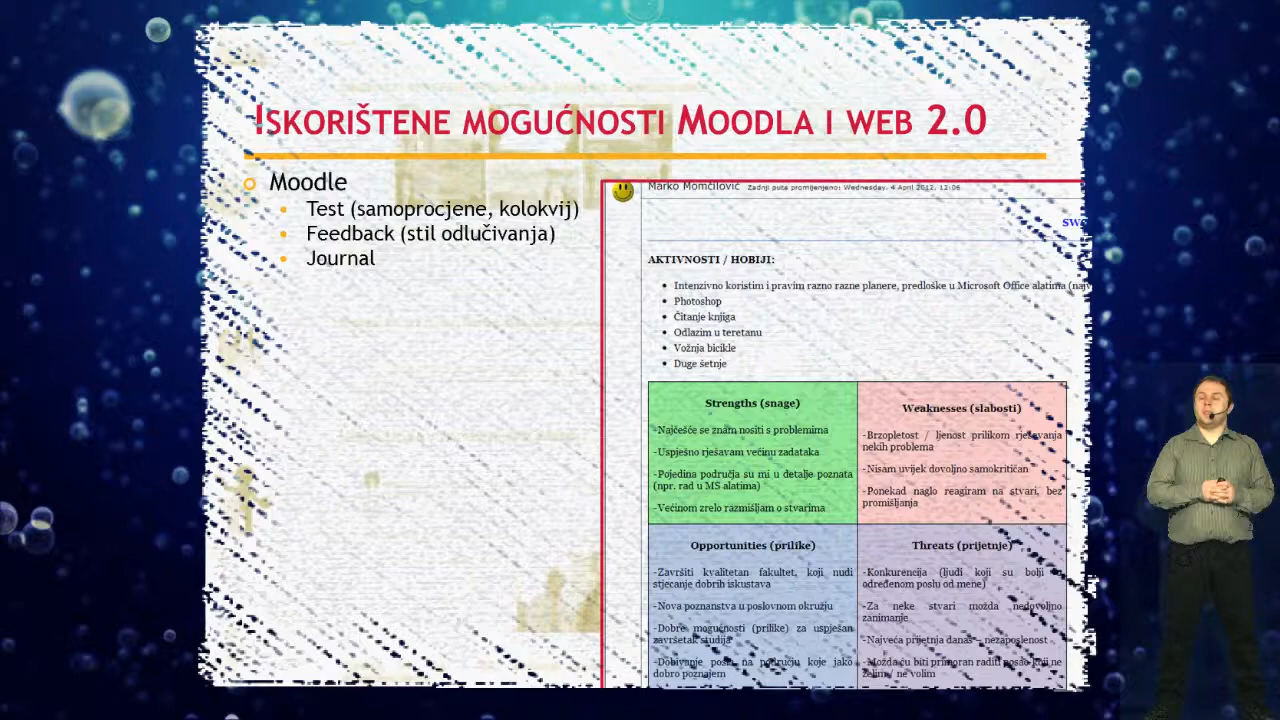 Iskorištene mogućnosti Moodla i web 2.0
Moodle
Test (samoprocjene, kolokvij)
Feedback (stil odlučivanja)
Journal
Marko Momčilović Zadnji puta promijenjeno: Wednesday, 4 April 2012, 12:06
AKTIVNOSTI / HOBIJI:
Intenzivno koristim i pravim razno razne planere, predloške u Microsoft Office alatima
Photoshop
Čitanje knjiga
Odlazim u teretanu
Vožnja bicikle
Duge šetnje
Strengths (snage)
-Najčešće se znam nositi s problemima
-Uspješno rješavam većinu zadataka
-Pojedina područja su mi u detalje poznata
(npr. rad u MS alatima)
-Većinom zrelo razmišljam o stvarima
Weaknesses (slabosti)
-Brzopletost / ljenost prilikom rješavanja
nekih problema
-Nisam uvijek dovoljno samokritičan
-Ponekad naglo reagiram na stvari, bez
promišljanja
Opportunities (prilike)
-Završiti kvalitetan fakultet, koji nudi
stjecanje dobrih iskustava
-Nova poznanstva u poslovnom okružju
-Dobre mogućnosti (prilike) za uspješan
završetak studija
-Dobivanje posla na području koje jako
dobro poznajem
Threats (prijetnje)
-Konkurencija (ljudi koji su bolji
određenom poslu od mene)
-Za neke stvari možda nedovoljno
zanimanje
-Najveća prijetnja danas – nezaposlenost
-Možda ću biti primoran raditi posao koji ne
želim / ne volim